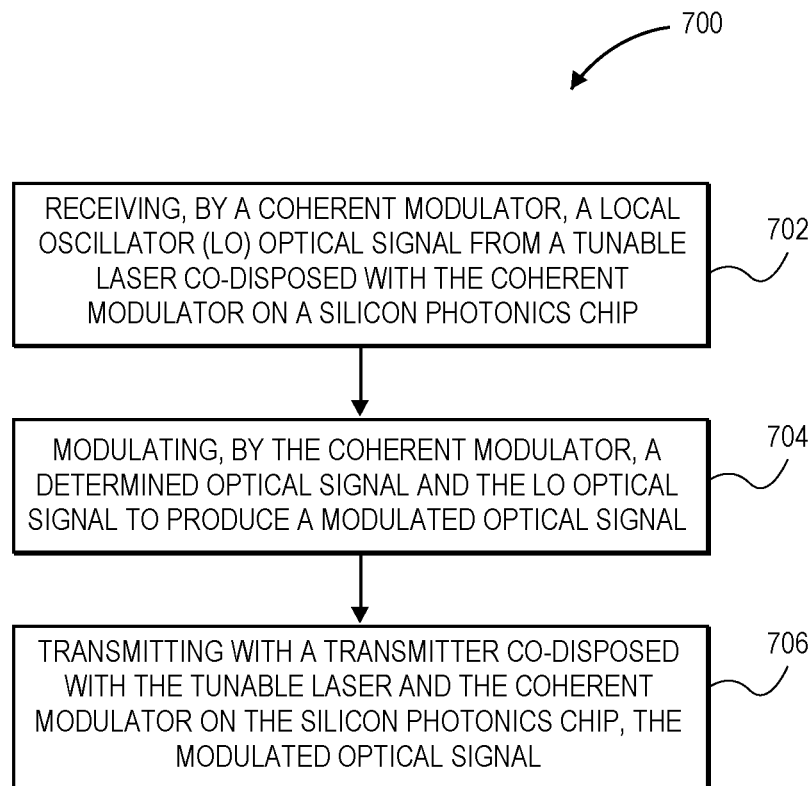 700
RECEIVING, BY A COHERENT MODULATOR, A LOCAL
OSCILLATOR (LO) OPTICAL SIGNAL FROM A TUNABLE
LASER CO-DISPOSED WITH THE COHERENT
MODULATOR ON A SILICON PHOTONICS CHIP
702
MODULATING, BY THE COHERENT MODULATOR, A
DETERMINED OPTICAL SIGNAL AND THE LO OPTICAL
SIGNAL TO PRODUCE A MODULATED OPTICAL SIGNAL
704
TRANSMITTING WITH A TRANSMITTER CO-DISPOSED
WITH THE TUNABLE LASER AND THE COHERENT
MODULATOR ON THE SILICON PHOTONICS CHIP, THE
MODULATED OPTICAL SIGNAL
706